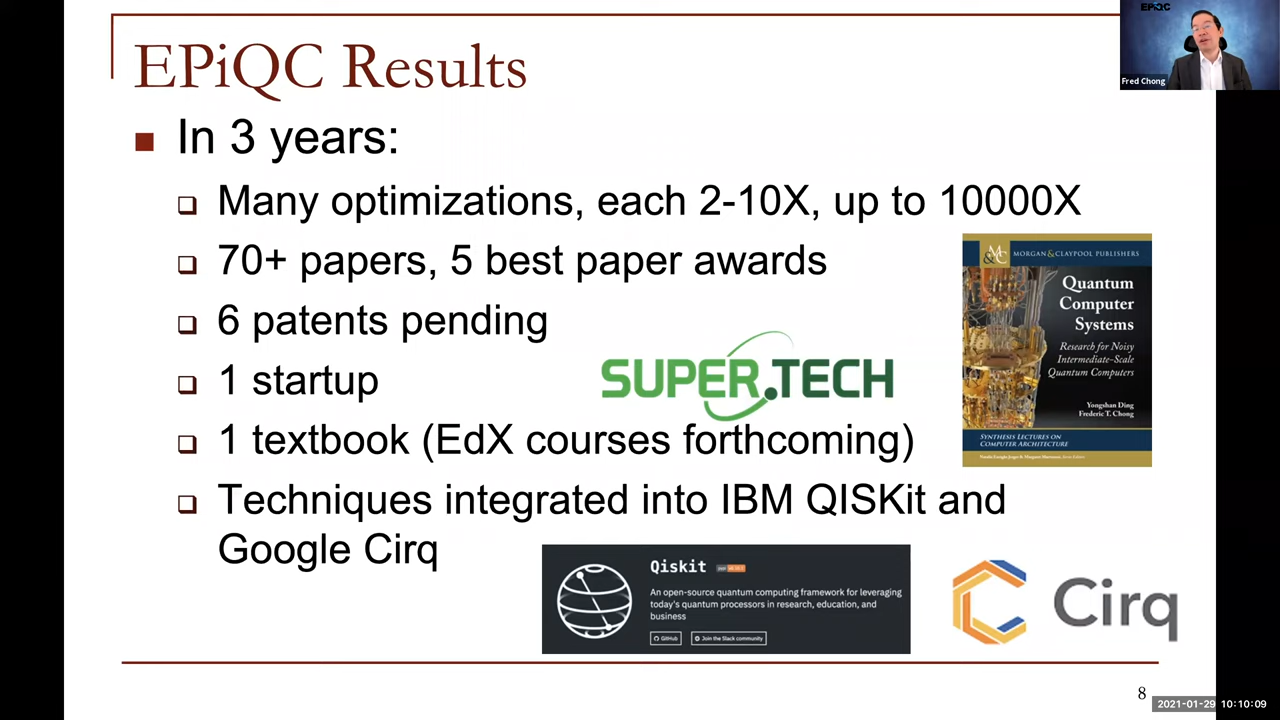 EPiQC Results
In 3 years:
Many optimizations, each 2-10X, up to 10000X
70+ papers, 5 best paper awards
6 patents pending
1 startup
SUPER.TECH
1 textbook (EdX courses forthcoming)
Techniques integrated into IBM QISKit and
Google Cirq
M&C MORGAN & CLAYPOOL PUBLISHERS
Quantum
Computer
Systems
Research for Noisy
Intermediate-Scale
Quantum Computers
Yongshan Ding
Frederic T. Chong
SYNTHESIS LECTURES ON
COMPUTER ARCHITECTURE
Qiskit
An open-source quantum computing framework for leveraging
today's quantum processors in research, education, and
business
GitHub
Join the Slack community
Cirq
8
EPiQC
Fred Chong
2021-01-29 10:10:09